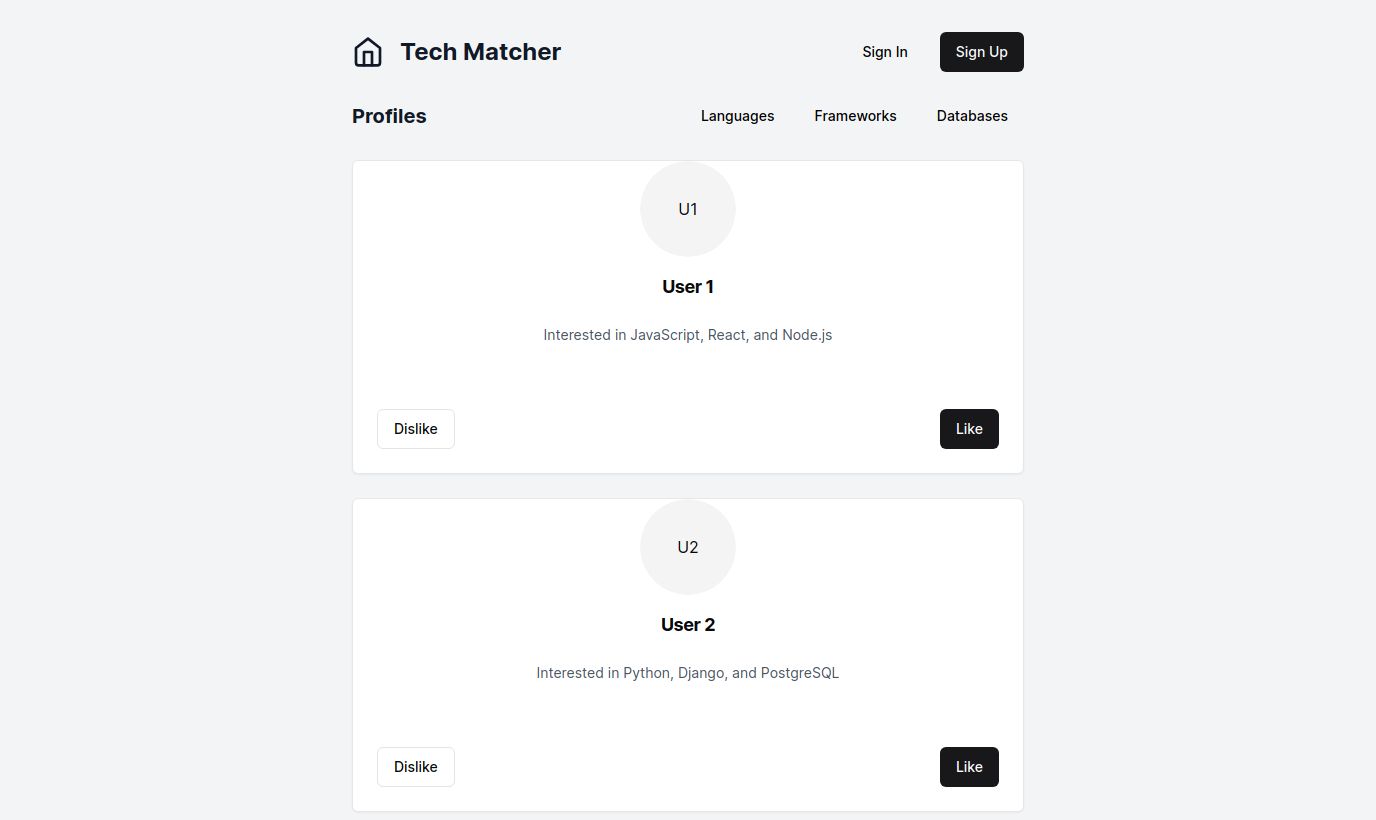 Tech Matcher
Sign In
Sign Up
Profiles
Languages
Frameworks
Databases
U1
User 1
Interested in JavaScript, React, and Node.js
Dislike
Like
U2
User 2
Interested in Python, Django, and PostgreSQL
Dislike
Like